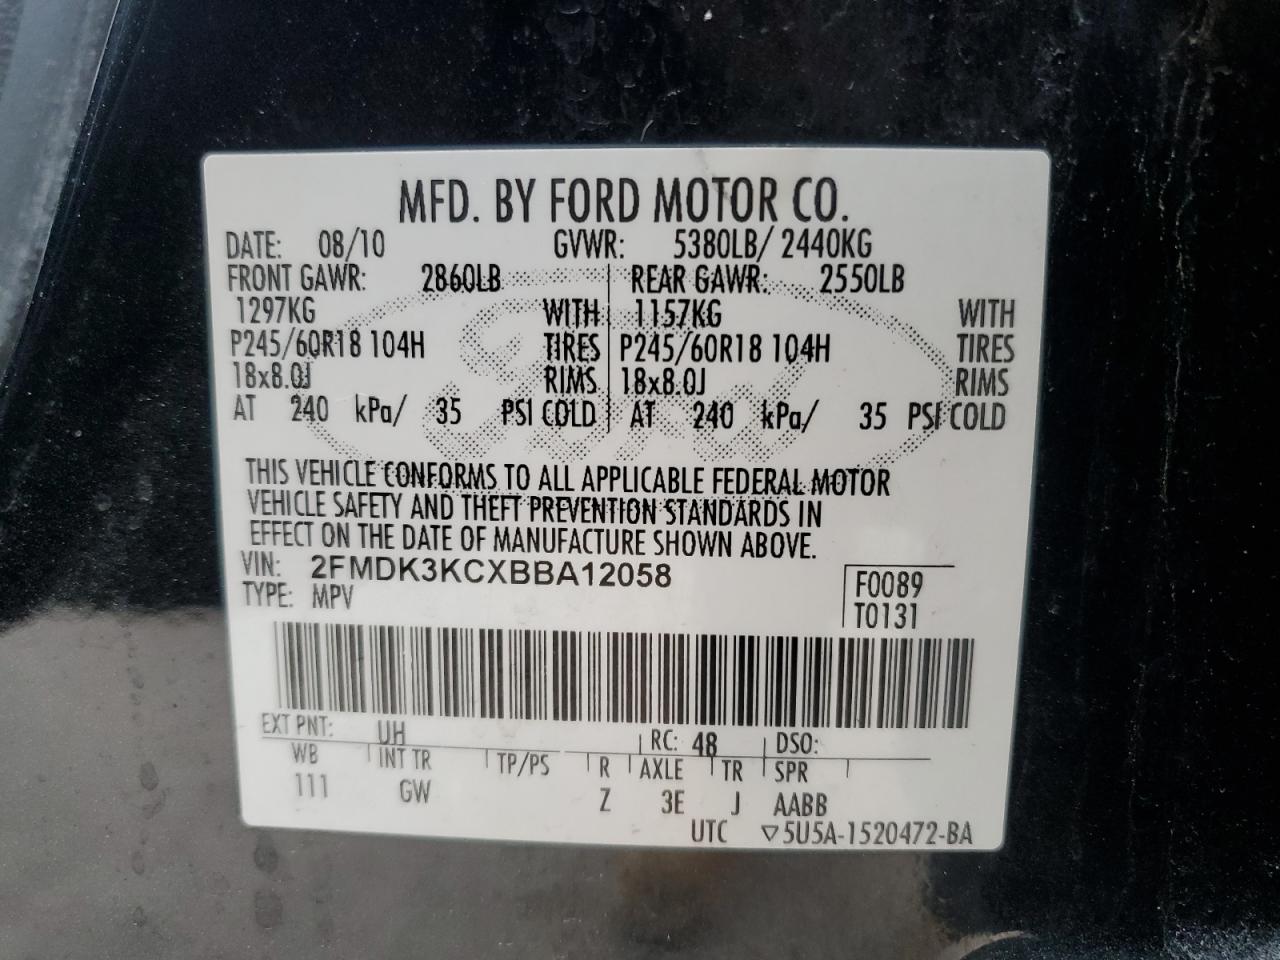 MFD. BY FORD MOTOR CO.
DATE: 08/10 GVWR: 5380LB/ 2440KG
FRONT GAWR: 2860LB REAR GAWR: 2550LB
1297KG WITH 1157KG WITH
P245/60R18 104H TIRES P245/60R18 104H TIRES
18x8.0J RIMS 18x8.0J RIMS
AT 240 kPa/ 35 PSI COLD AT 240 kPa/ 35 PSI COLD
THIS VEHICLE CONFORMS TO ALL APPLICABLE FEDERAL MOTOR
VEHICLE SAFETY AND THEFT PREVENTION STANDARDS IN
EFFECT ON THE DATE OF MANUFACTURE SHOWN ABOVE.
VIN: 2FMDK3KCXBBA12058
TYPE: MPV
F0089
T0131
EXT PNT: UH RC: 48 DSO:
WB INT TR TP/PS R AXLE TR SPR
111 GW Z 3E J AABB
UTC ▽5U5A-1520472-BA